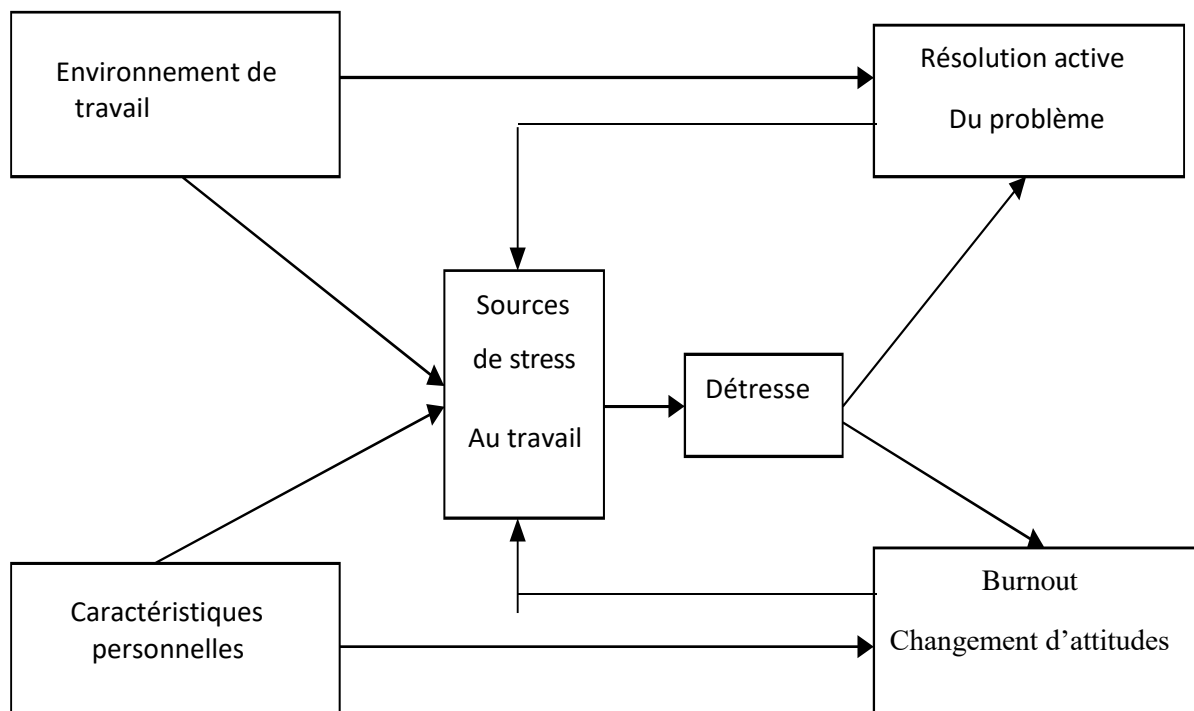 Environnement de
travail
Résolution active
Du problème
Sources
de stress
Au travail
Détresse
Caractéristiques
personnelles
Burnout
Changement d’attitudes